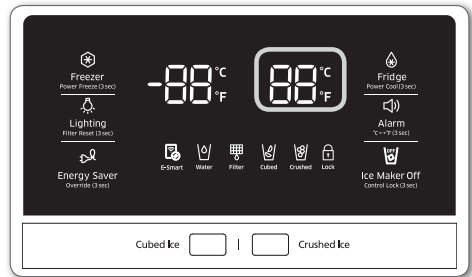 Freezer
Power Freeze (3 sec)
Lighting
Filter Reset (3 sec)
Energy Saver
Override (3 sec)
-88 °C °F
88 °C °F
E-Smart Water Filter Cubed Crushed Lock
Fridge
Power Cool (3 sec)
Alarm
°C↔°F (3 sec)
OFF
Ice Maker Off
Control Lock (3 sec)
Cubed Ice | Crushed Ice